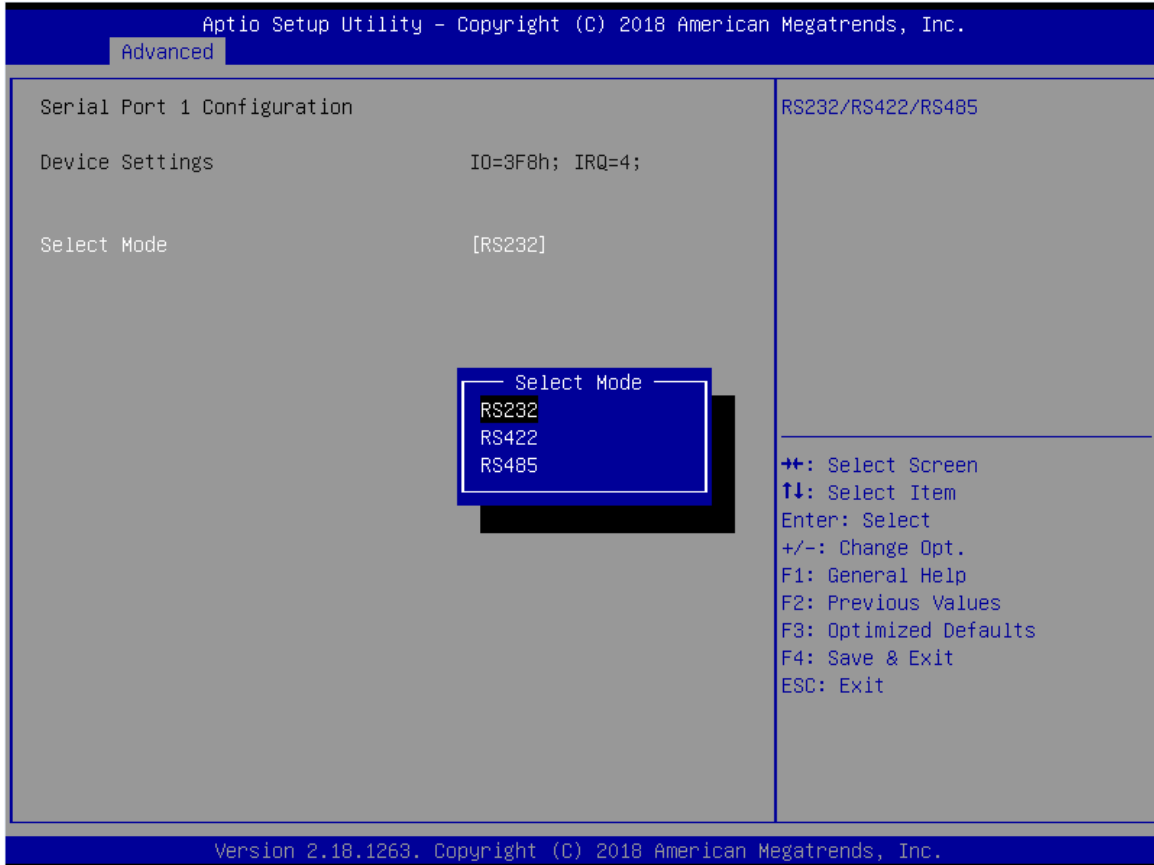 Aptio Setup Utility – Copyright (C) 2018 American Megatrends, Inc.
Advanced
Serial Port 1 Configuration
Device Settings IO=3F8h; IRQ=4;
Select Mode [RS232]
Select Mode
RS232
RS422
RS485
RS232/RS422/RS485
→←: Select Screen
↑↓: Select Item
Enter: Select
+/-: Change Opt.
F1: General Help
F2: Previous Values
F3: Optimized Defaults
F4: Save & Exit
ESC: Exit
Version 2.18.1263. Copyright (C) 2018 American Megatrends, Inc.